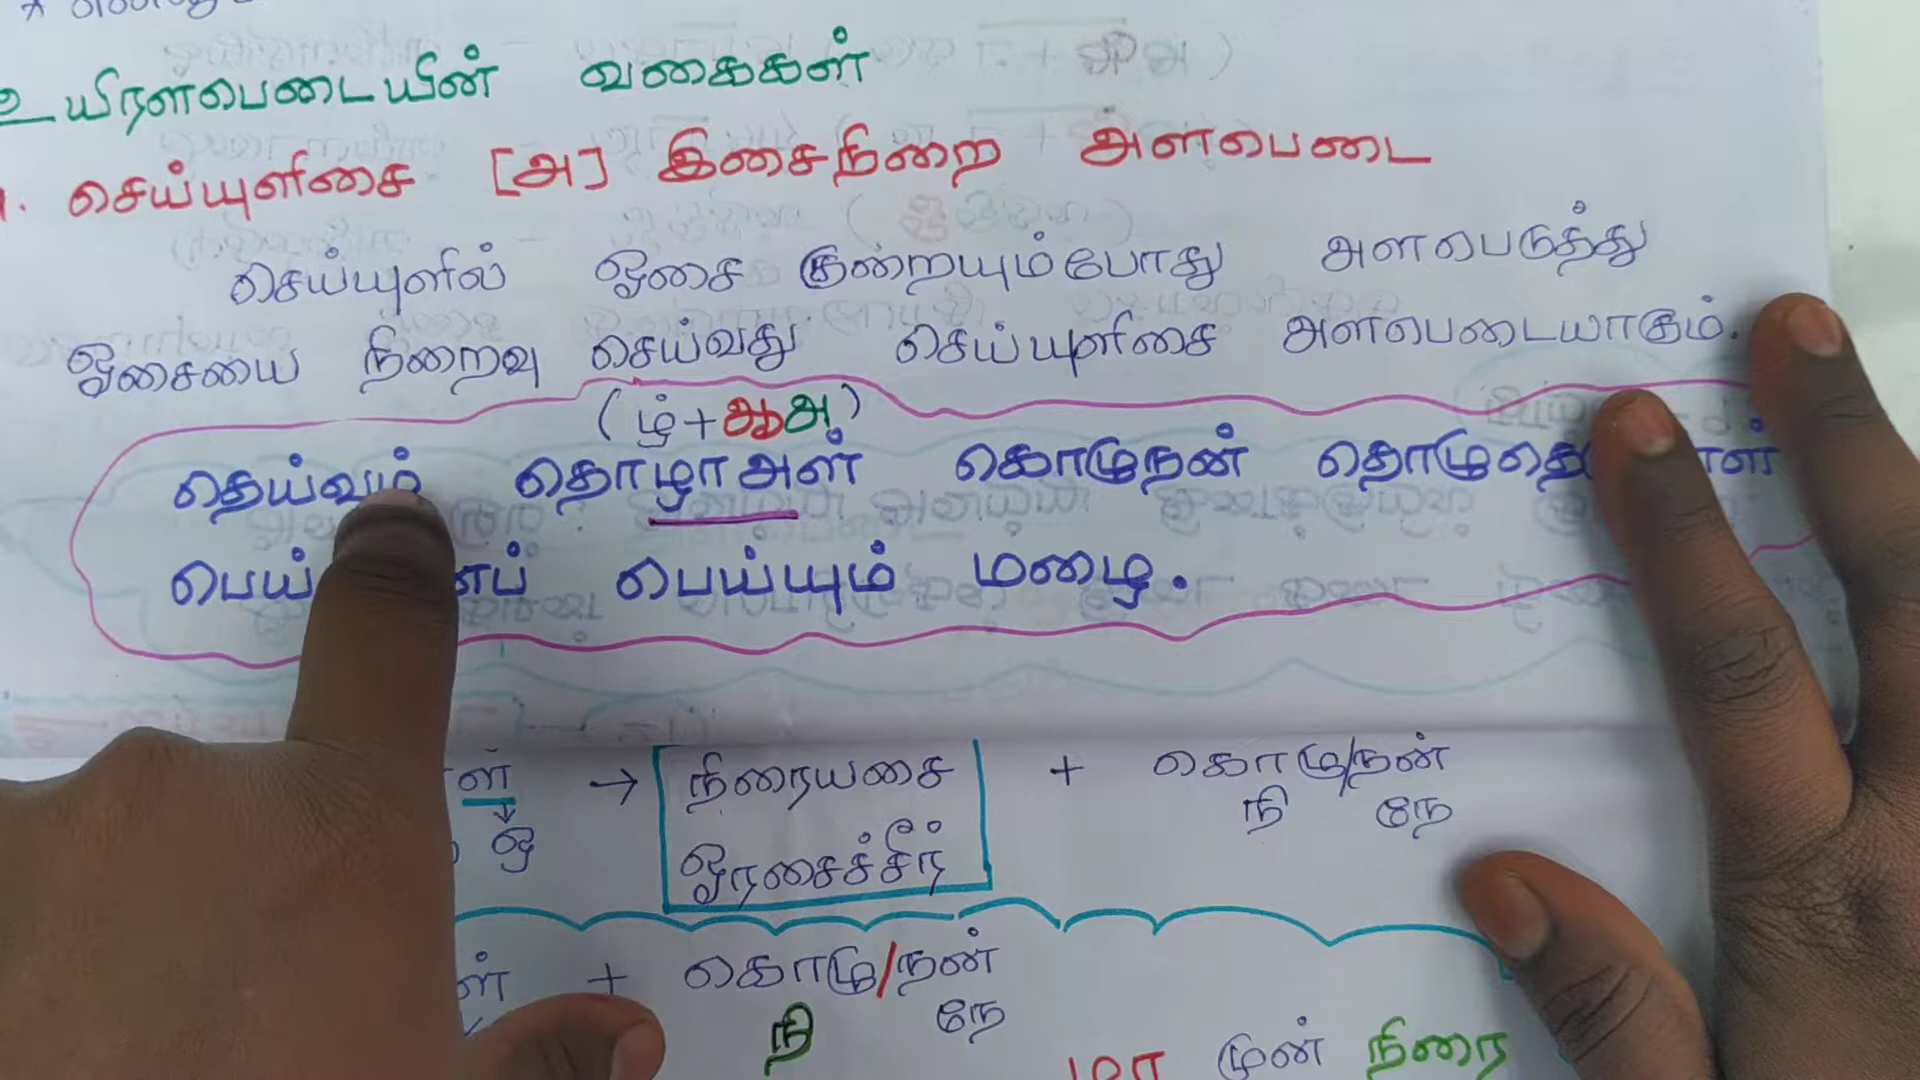 உயிரளபெடையின் வகைகள்
1. செய்யுளிசை [அ] இசைநிறை அளபெடை
செய்யுளில் ஓசை குறையும்போது அளபெடுத்து
ஓசையை நிறைவு செய்வது செய்யுளிசை அளபெடையாகும்.
(ழ்+ஆஅ)
தெய்வம் தொழாஅள் கொழுநன்
பெய்யும் மழை.
ள் → நிரையசை + கொழு/நன்
ஒ ஓரசைச்சீர் நி நே
ள் + கொழு/நன்
நி நே
மா முன் நிரை